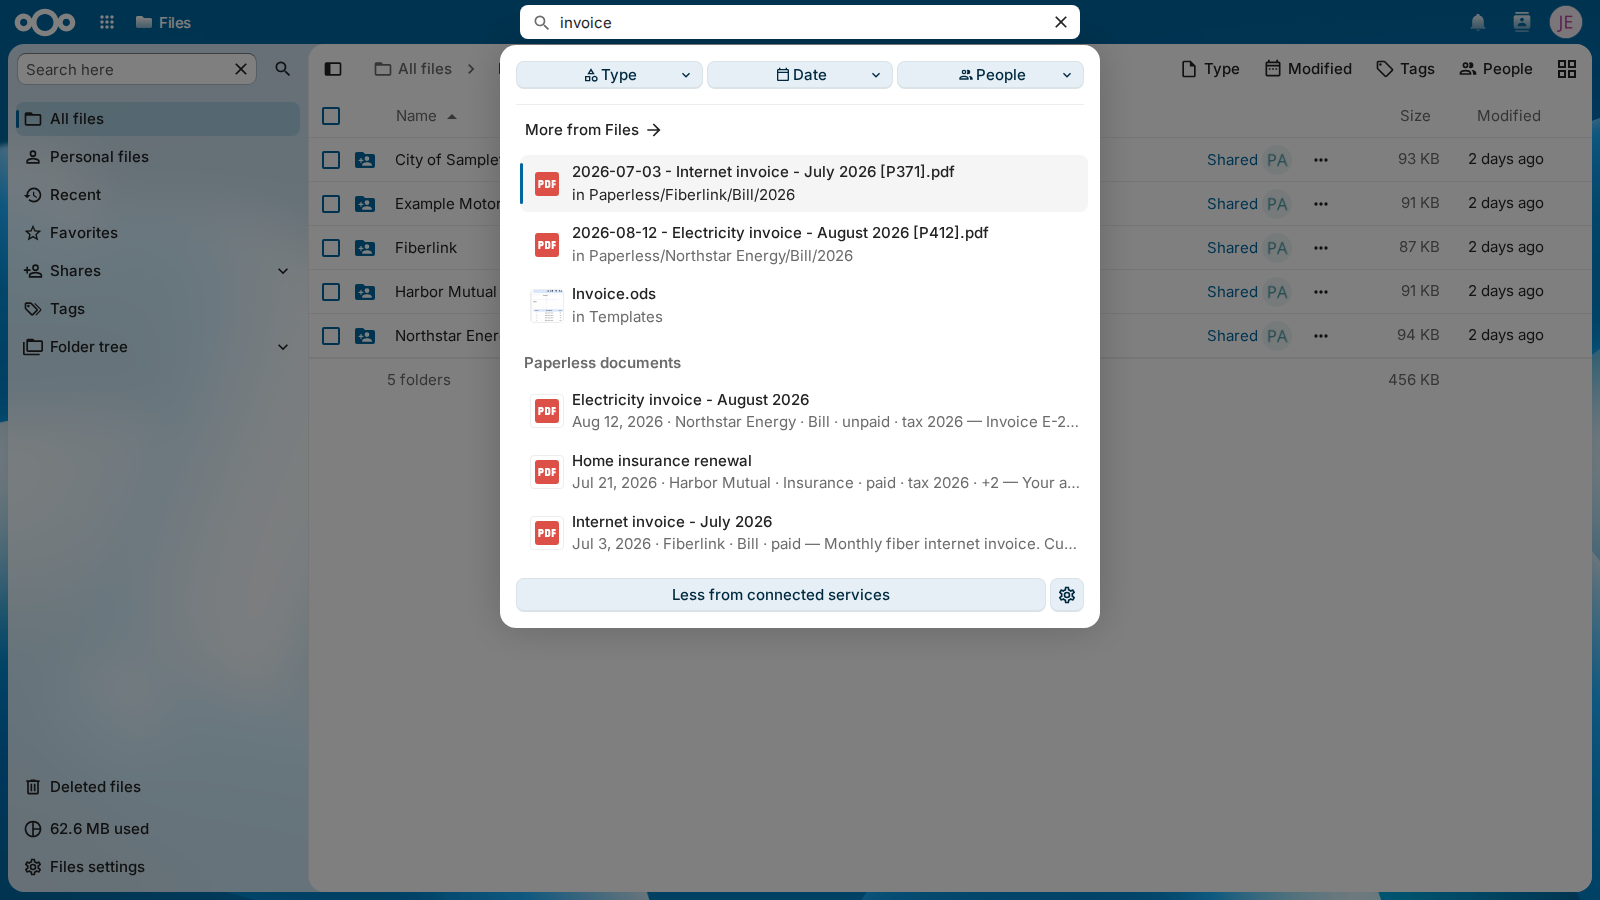 Files
invoice
JE
Search here
All files
Type
Modified
Tags
People
Type
Date
People
Name
Size
Modified
All files
Personal files
Recent
Favorites
Shares
Tags
Folder tree
More from Files
2026-07-03 - Internet invoice - July 2026 [P371].pdf
in Paperless/Fiberlink/Bill/2026
2026-08-12 - Electricity invoice - August 2026 [P412].pdf
in Paperless/Northstar Energy/Bill/2026
Invoice.ods
in Templates
Paperless documents
Electricity invoice - August 2026
Aug 12, 2026 · Northstar Energy · Bill · unpaid · tax 2026 — Invoice E-2…
Home insurance renewal
Jul 21, 2026 · Harbor Mutual · Insurance · paid · tax 2026 · +2 — Your a…
Internet invoice - July 2026
Jul 3, 2026 · Fiberlink · Bill · paid — Monthly fiber internet invoice. Cu…
Less from connected services
PDF
PDF
PDF
PDF
PDF
City of Sample
Shared PA 93 KB 2 days ago
Example Motor
Shared PA 91 KB 2 days ago
Fiberlink
Shared PA 87 KB 2 days ago
Harbor Mutual
Shared PA 91 KB 2 days ago
Northstar Ener
Shared PA 94 KB 2 days ago
5 folders
456 KB
Deleted files
62.6 MB used
Files settings